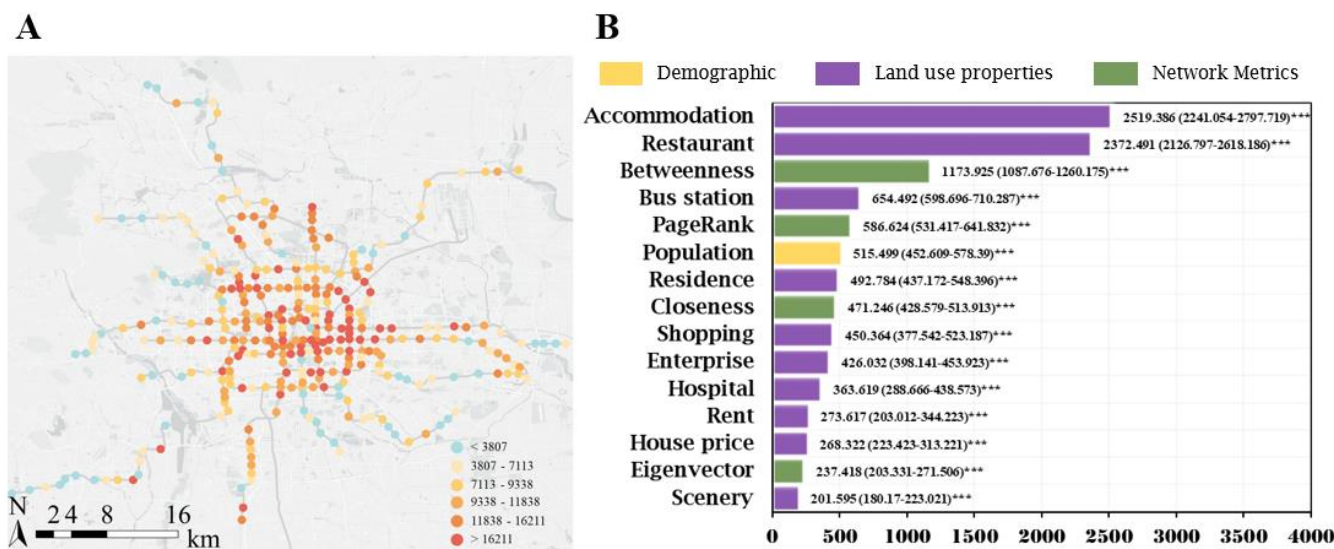 A
N
2 4 8 16
km
< 3807
3807 - 7113
7113 - 9338
9338 - 11838
11838 - 16211
> 16211
B
Demographic Land use properties Network Metrics
Accommodation 2519.386 (2241.054-2797.719)***
Restaurant 2372.491 (2126.797-2618.186)***
Betweenness 1173.925 (1087.676-1260.175)***
Bus station 654.492 (598.696-710.287)***
PageRank 586.624 (531.417-641.832)***
Population 515.499 (452.609-578.39)***
Residence 492.784 (437.172-548.396)***
Closeness 471.246 (428.579-513.913)***
Shopping 450.364 (377.542-523.187)***
Enterprise 426.032 (398.141-453.923)***
Hospital 363.619 (288.666-438.573)***
Rent 273.617 (203.012-344.223)***
House price 268.322 (223.423-313.221)***
Eigenvector 237.418 (203.331-271.506)***
Scenery 201.595 (180.17-223.021)***
0 500 1000 1500 2000 2500 3000 3500 4000